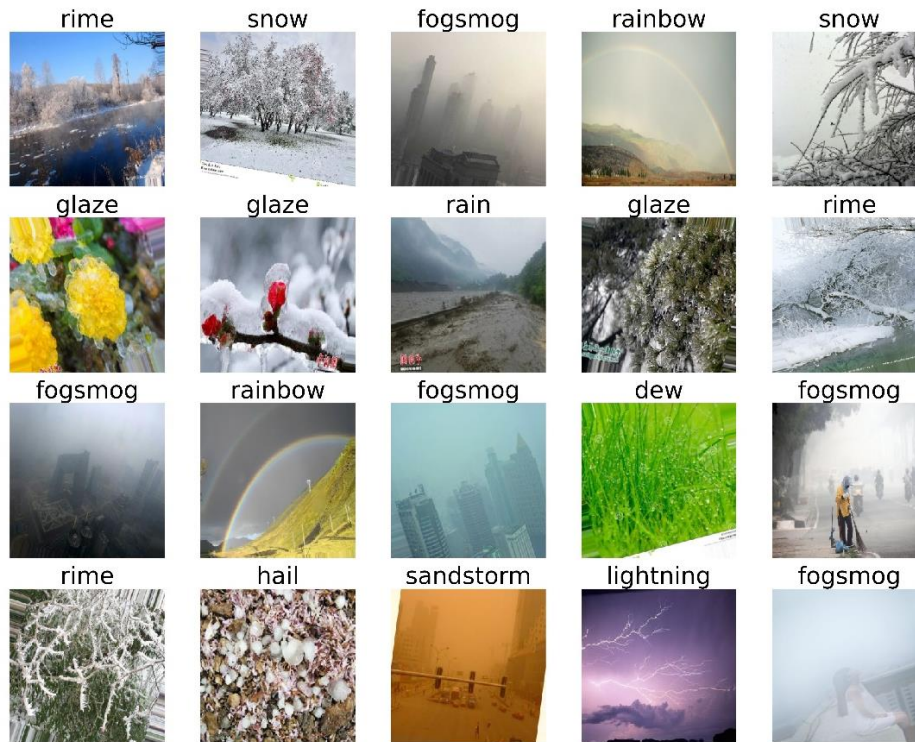 rime snow fogsmog rainbow snow
glaze glaze rain glaze rime
fogsmog rainbow fogsmog dew fogsmog
rime hail sandstorm lightning fogsmog